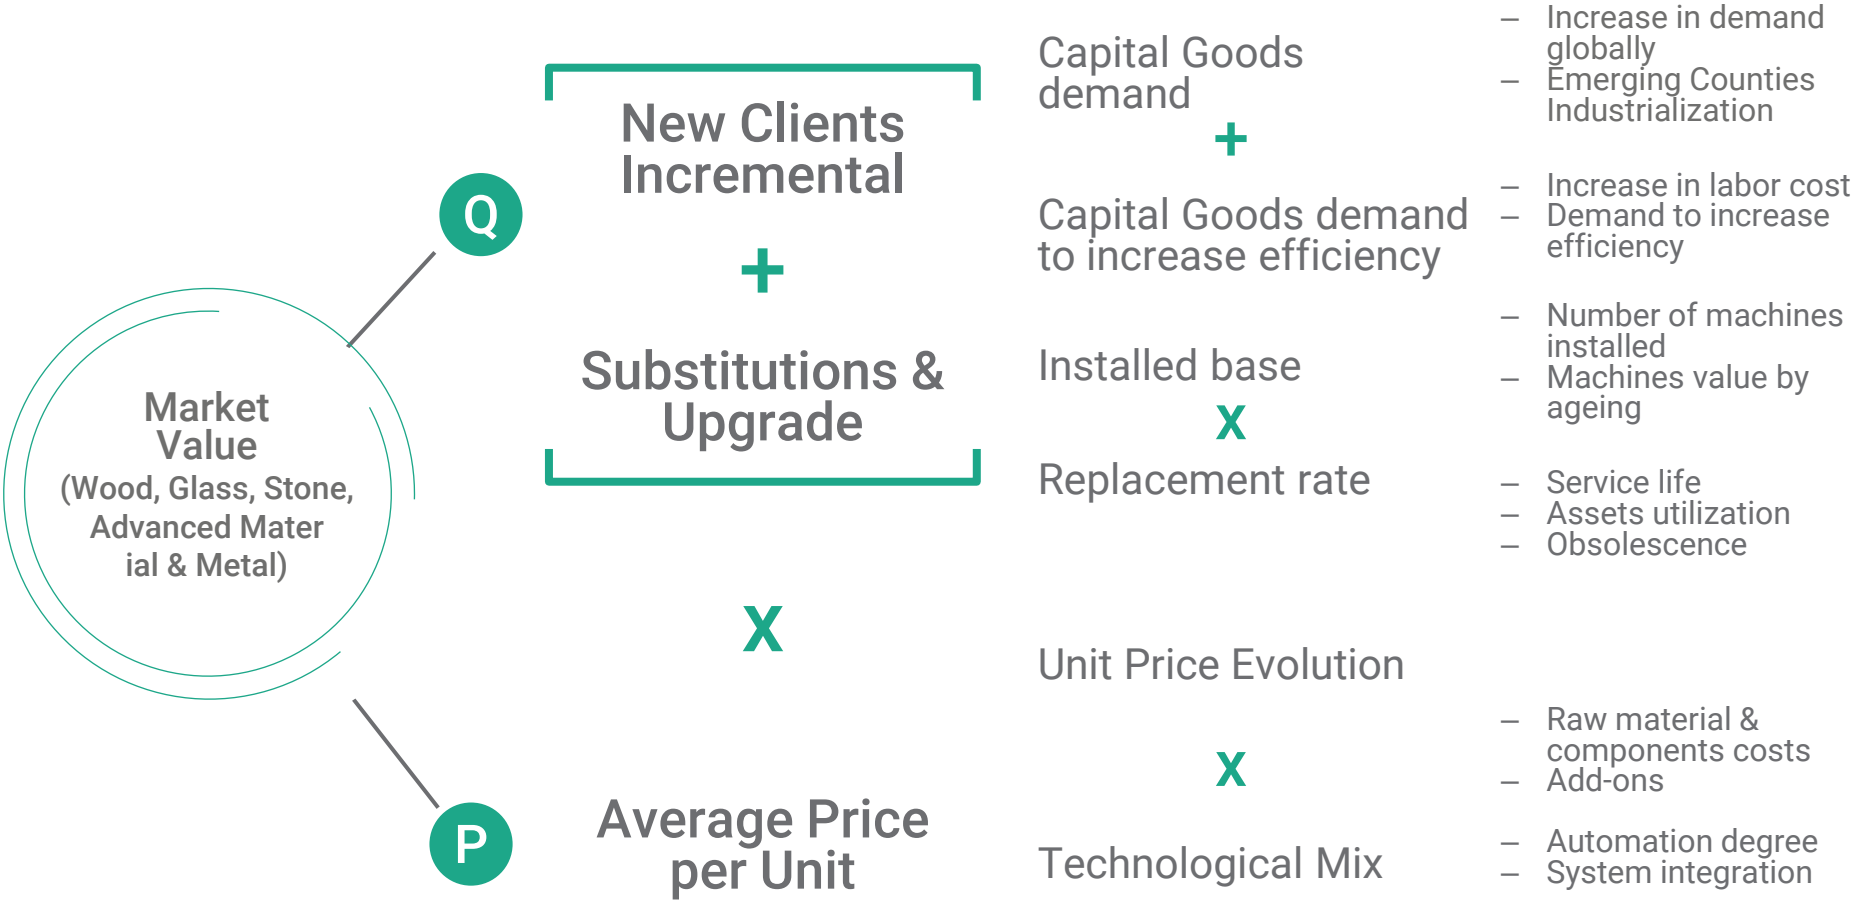 Market
Value
(Wood, Glass, Stone,
Advanced Mater
ial & Metal)
Q
New Clients
Incremental
+
Substitutions &
Upgrade
X
P
Average Price
per Unit
Capital Goods
demand
+
Capital Goods demand
to increase efficiency
Installed base
X
Replacement rate
Unit Price Evolution
X
Technological Mix
– Increase in demand
globally
– Emerging Counties
Industrialization
– Increase in labor cost
– Demand to increase
efficiency
– Number of machines
installed
– Machines value by
ageing
– Service life
– Assets utilization
– Obsolescence
– Raw material &
components costs
– Add-ons
– Automation degree
– System integration